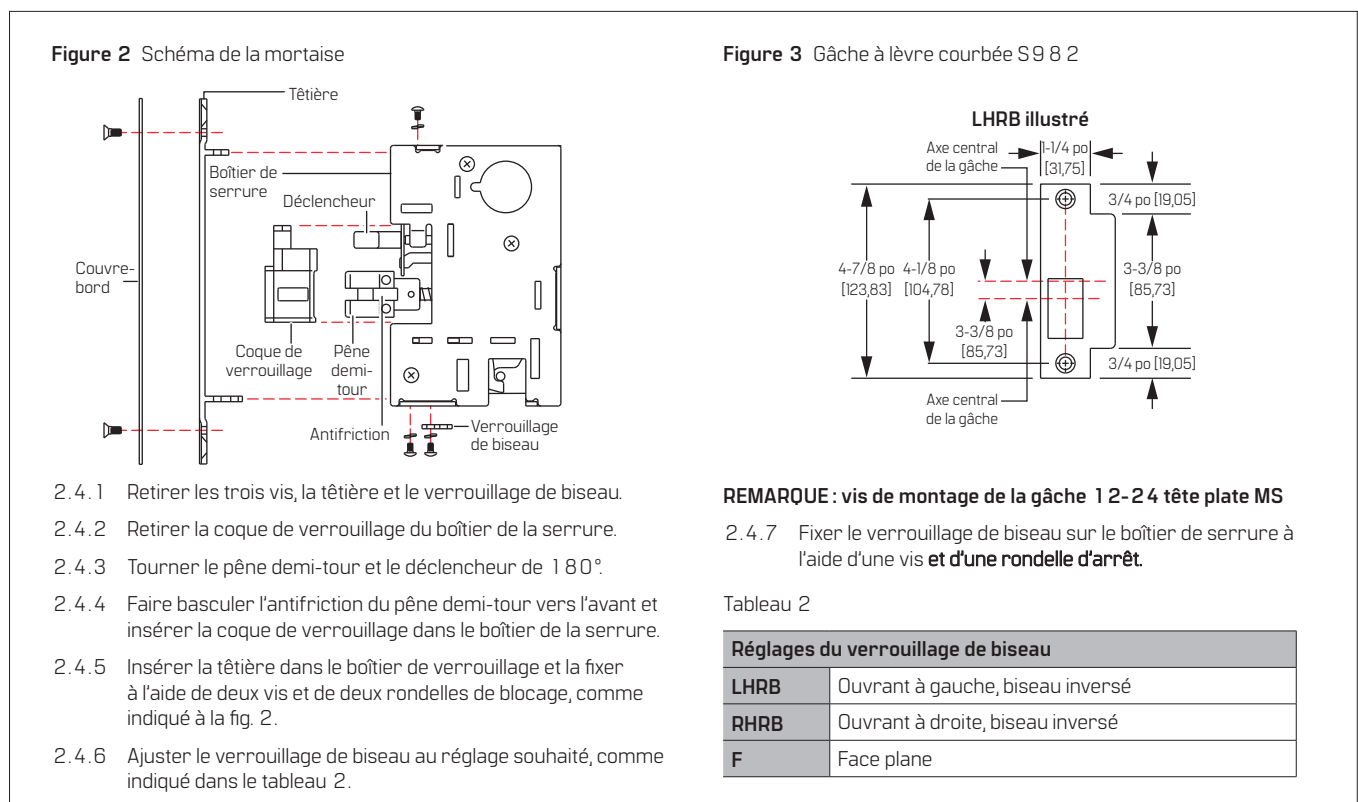 Figure 2 Schéma de la mortaise
Têtière
Boîtier de
serrure
Déclencheur
Couvre-
bord
Coque de
verrouillage
Pêne
demi-
tour
Antifriction
Verrouillage
de biseau
2.4.1 Retirer les trois vis, la têtière et le verrouillage de biseau.
2.4.2 Retirer la coque de verrouillage du boîtier de la serrure.
2.4.3 Tourner le pêne demi-tour et le déclencheur de 180°.
2.4.4 Faire basculer l'antifriction du pêne demi-tour vers l'avant et
insérer la coque de verrouillage dans le boîtier de la serrure.
2.4.5 Insérer la têtière dans le boîtier de verrouillage et la fixer
à l'aide de deux vis et de deux rondelles de blocage, comme
indiqué à la fig. 2.
2.4.6 Ajuster le verrouillage de biseau au réglage souhaité, comme
indiqué dans le tableau 2.
Figure 3 Gâche à lèvre courbée S982
LHRB illustré
Axe central
de la gâche
1-1/4 po
[31,75]
3/4 po [19,05]
4-7/8 po
[123,83]
4-1/8 po
[104,78]
3-3/8 po
[85,73]
3-3/8 po
[85,73]
3/4 po [19,05]
Axe central
de la gâche
REMARQUE : vis de montage de la gâche 12-24 tête plate MS
2.4.7 Fixer le verrouillage de biseau sur le boîtier de serrure à
l'aide d'une vis et d'une rondelle d'arrêt.
Tableau 2
Réglages du verrouillage de biseau
LHRB Ouvrant à gauche, biseau inversé
RHRB Ouvrant à droite, biseau inversé
F Face plane